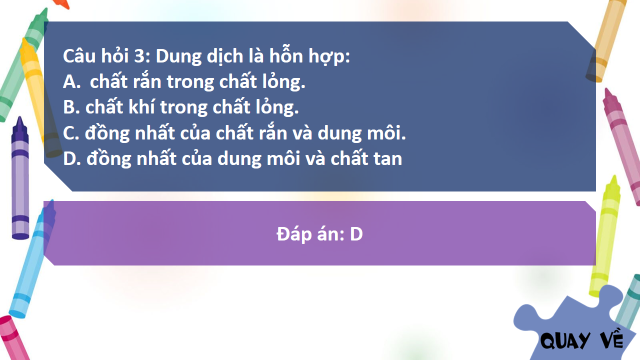 Câu hỏi 3: Dung dịch là hỗn hợp:
A. chất rắn trong chất lỏng.
B. chất khí trong chất lỏng.
C. đồng nhất của chất rắn và dung môi.
D. đồng nhất của dung môi và chất tan
Đáp án: D
QUAY VỀ